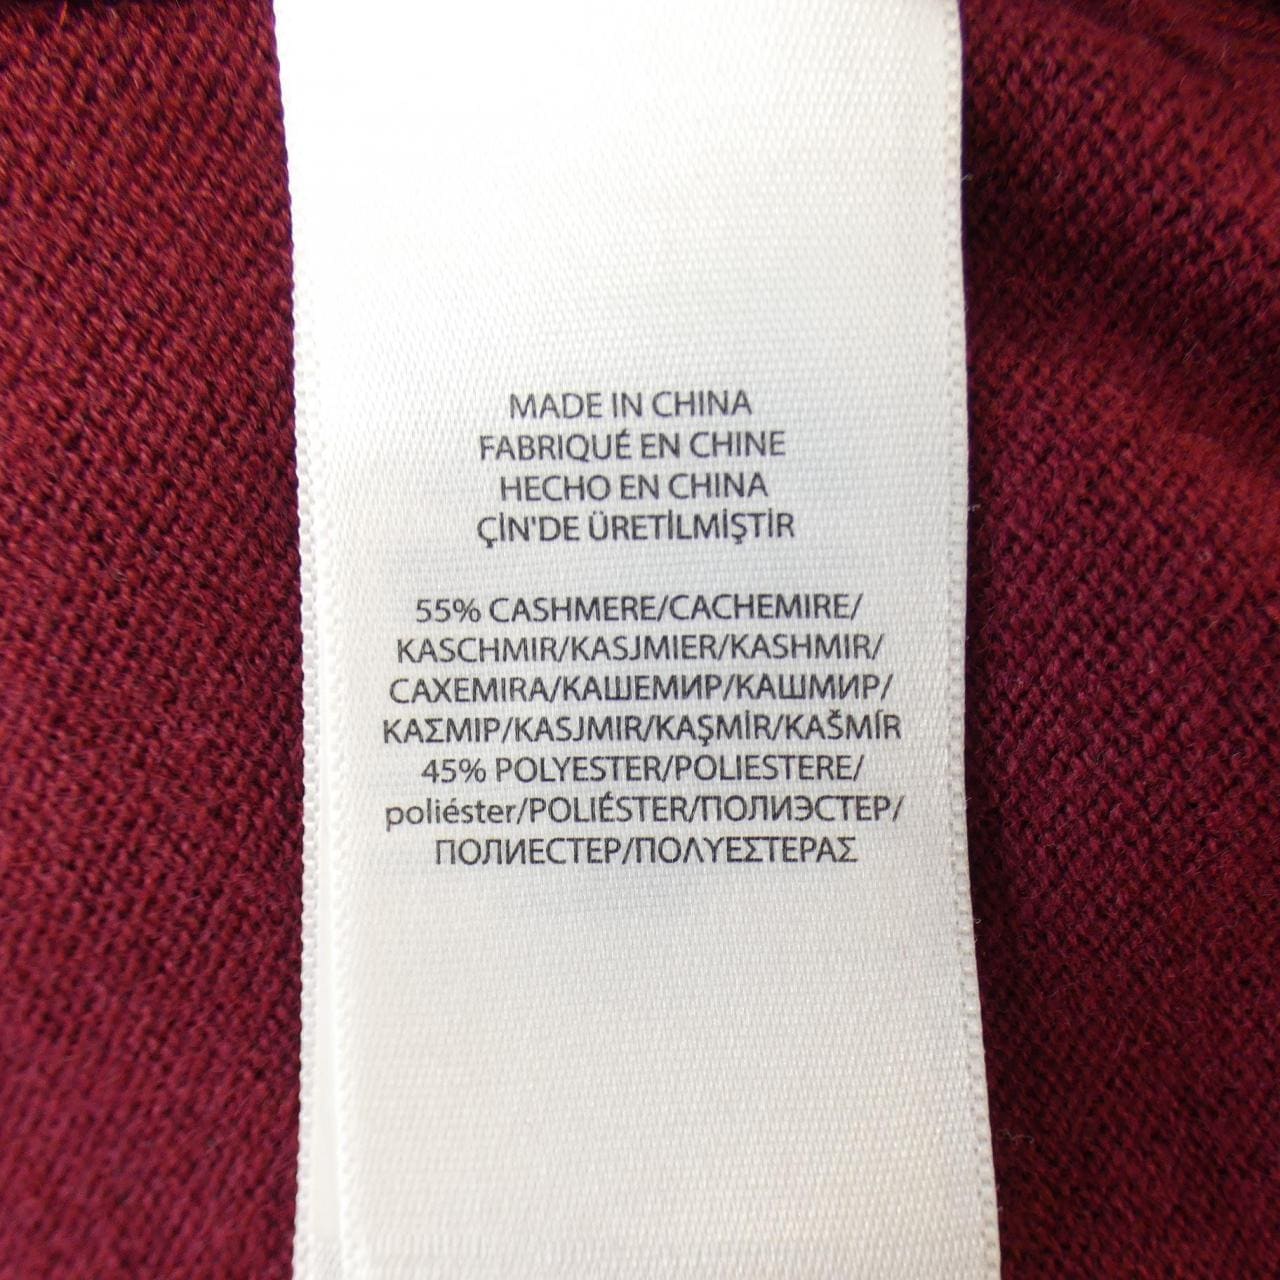 MADE IN CHINA
FABRIQUÉ EN CHINE
HECHO EN CHINA
ÇİN'DE ÜRETİLMİŞTİR
55% CASHMERE/CACHEMIRE/
KASCHMIR/KASJMIER/KASHMIR/
CAXEMIRA/КАШЕМИР/КАШМИР/
ΚΑΣΜΙΡ/KASJMIR/KAŞMİR/KAŠMÍR
45% POLYESTER/POLIESTERE/
poliéster/POLIÉSTER/ПОЛИЭСТЕР/
ПОЛИЕСТЕР/ΠΟΛΥΕΣΤΕΡΑΣ